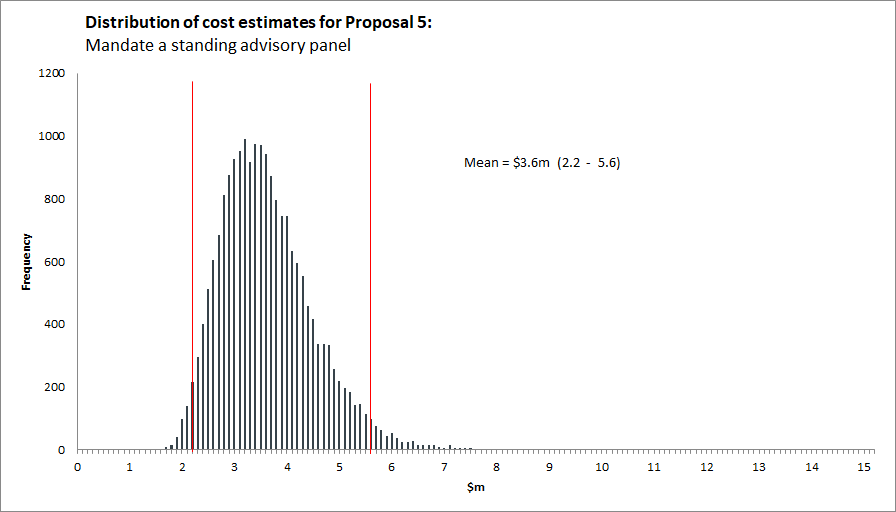 Distribution of cost estimates for Proposal 5:
Mandate a standing advisory panel
1200
1000
800
600
400
200
0
Frequency
Mean = $3.6m (2.2 - 5.6)
0 1 2 3 4 5 6 7 8 9 10 11 12 13 14 15
$m